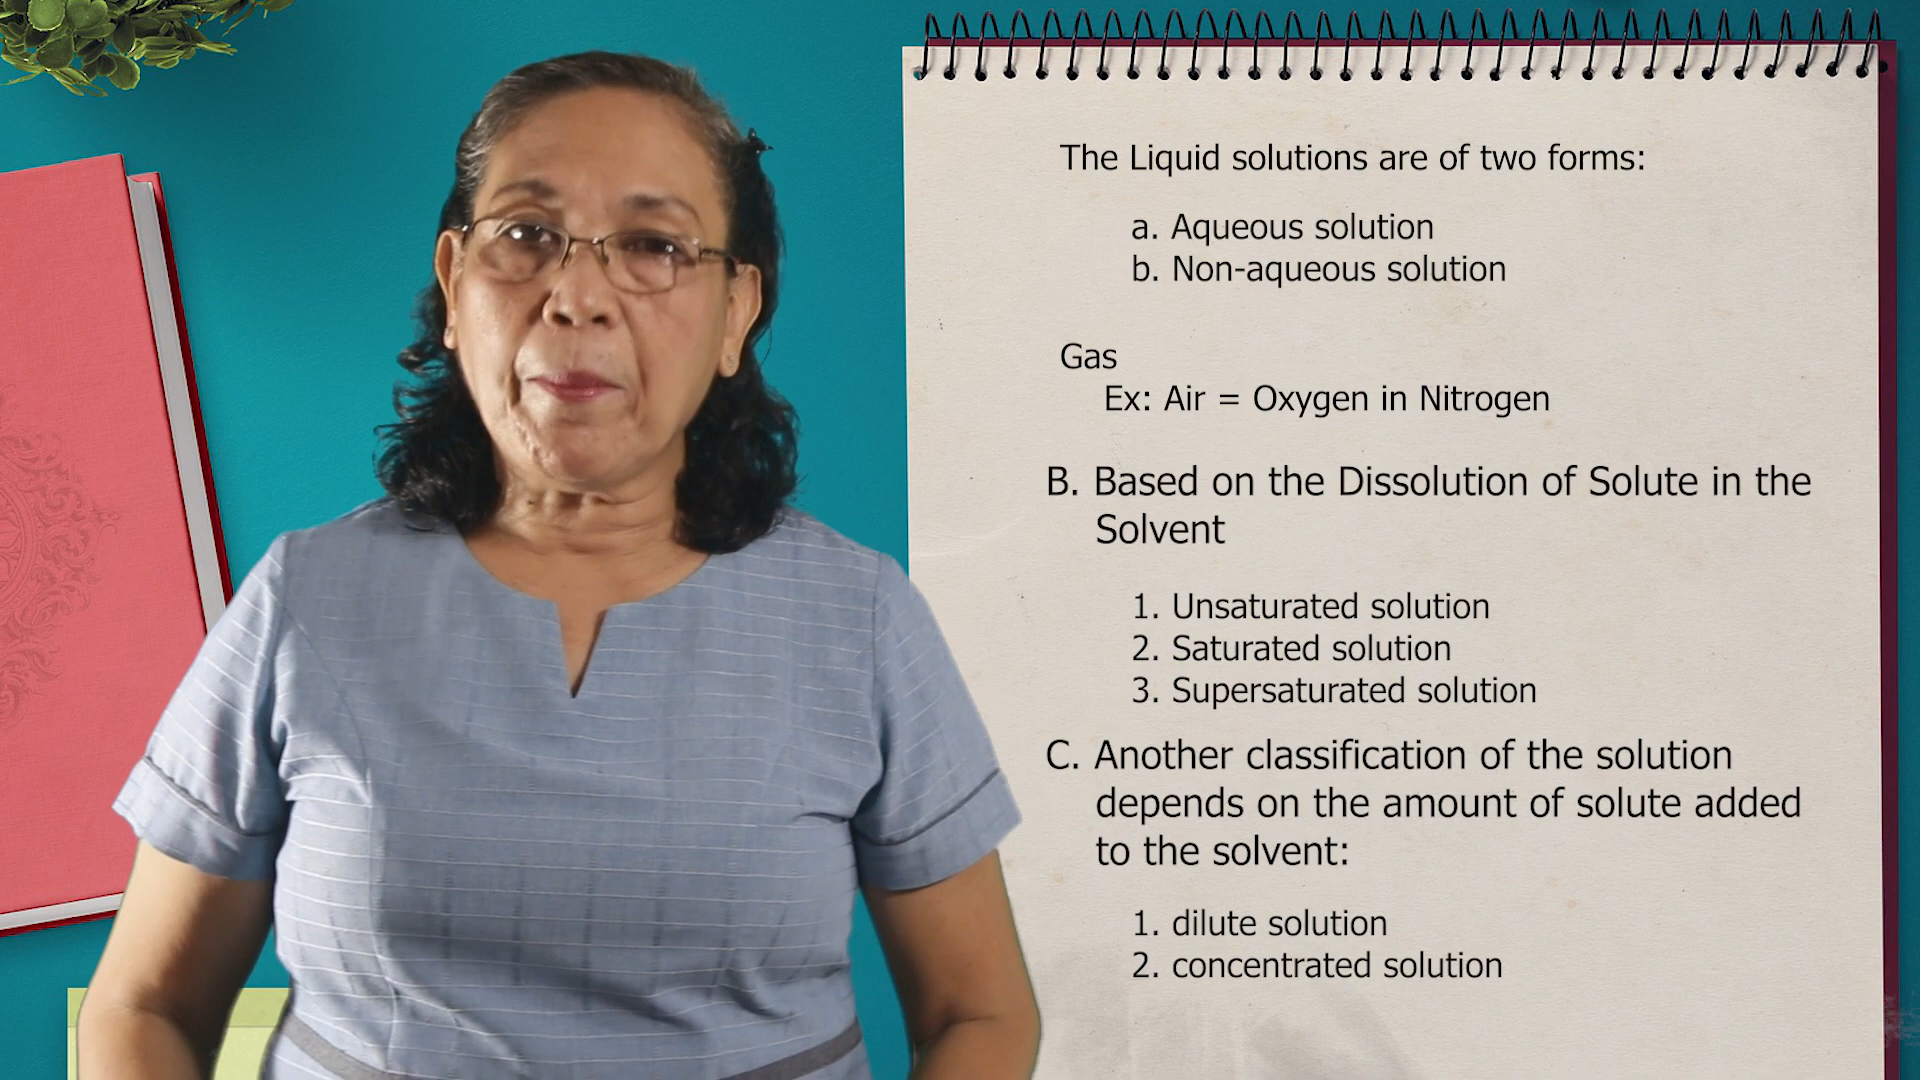 The Liquid solutions are of two forms:
a. Aqueous solution
b. Non-aqueous solution
Gas
Ex: Air = Oxygen in Nitrogen
B. Based on the Dissolution of Solute in the
Solvent
1. Unsaturated solution
2. Saturated solution
3. Supersaturated solution
C. Another classification of the solution
depends on the amount of solute added
to the solvent:
1. dilute solution
2. concentrated solution